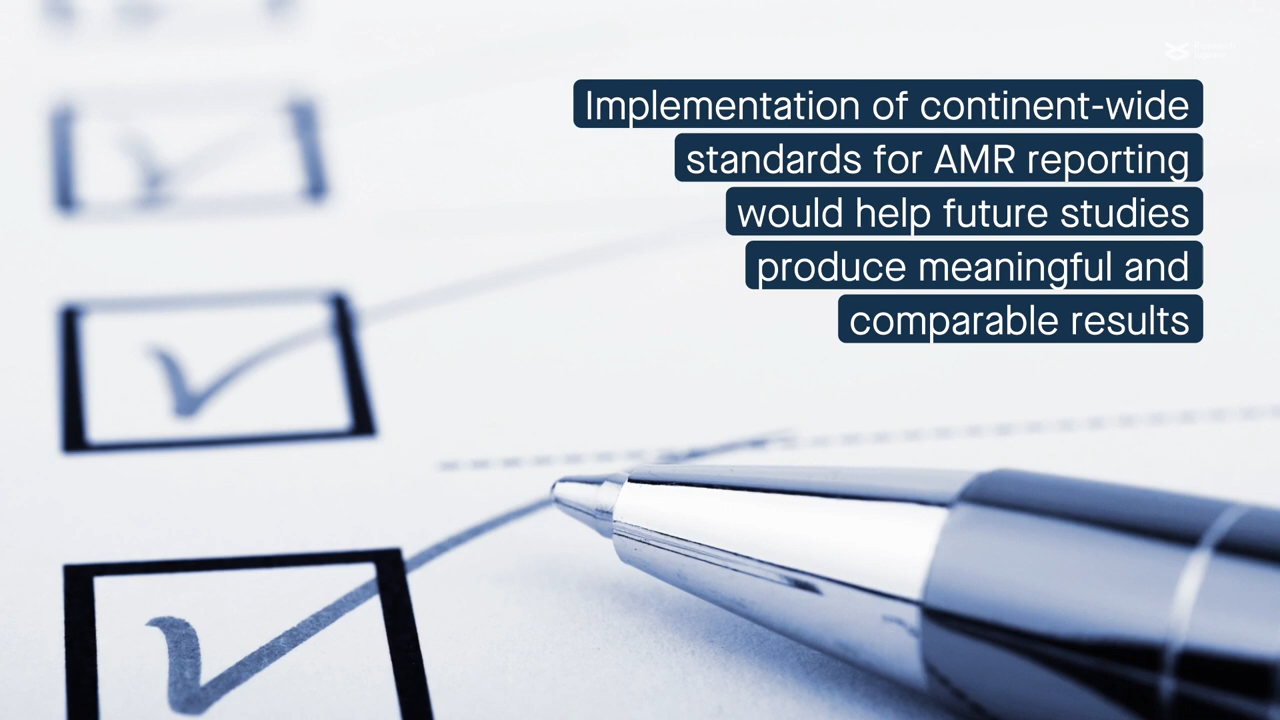 Implementation of continent-wide
standards for AMR reporting
would help future studies
produce meaningful and
comparable results